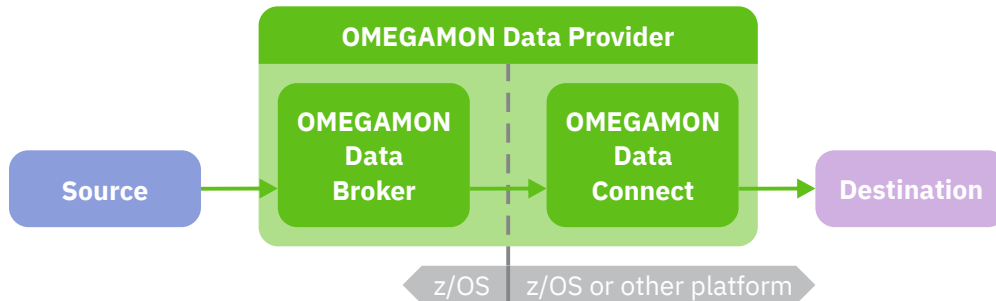 OMEGAMON Data Provider
OMEGAMON
Data
Broker
OMEGAMON
Data
Connect
Source
Destination
z/OS
z/OS or other platform